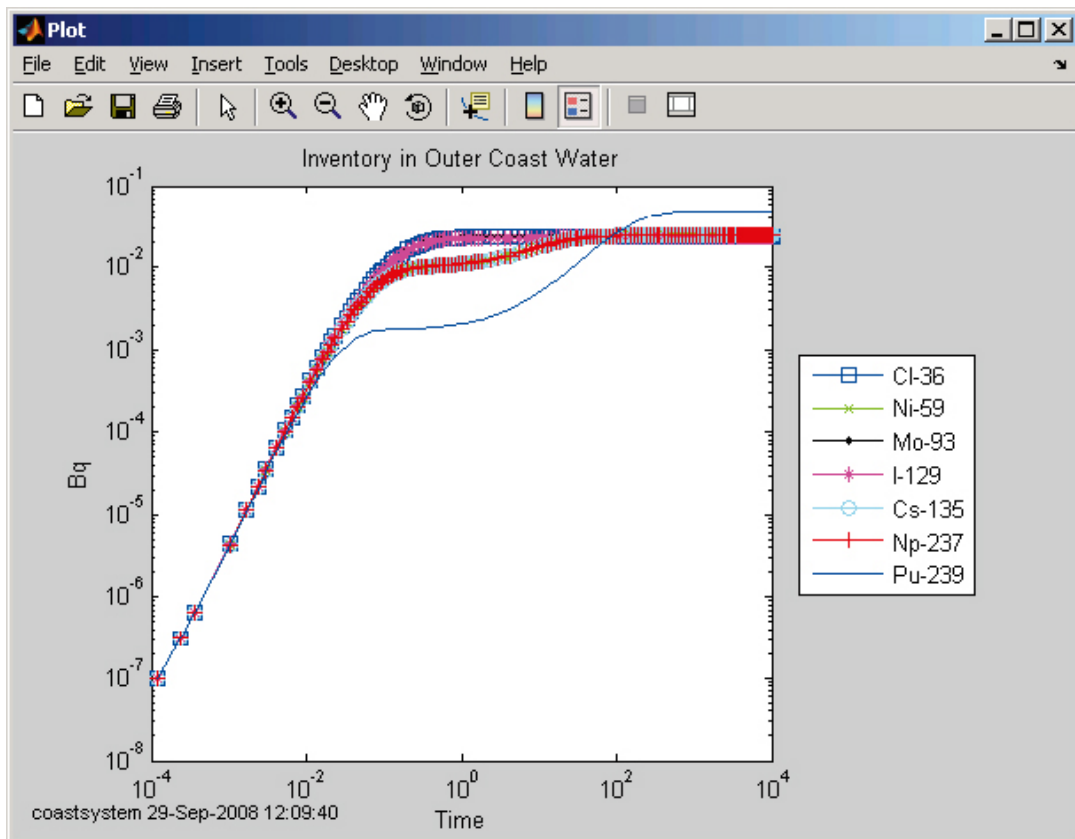 Plot
File Edit View Insert Tools Desktop Window Help
Inventory in Outer Coast Water
10^-1
10^-2
10^-3
10^-4
10^-5
10^-6
10^-7
10^-8
Bq
10^-4 10^-2 10^0 10^2 10^4
Time
Cl-36
Ni-59
Mo-93
I-129
Cs-135
Np-237
Pu-239
coastsystem 29-Sep-2008 12:09:40